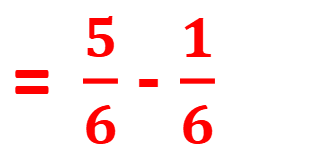 = 5/6 - 1/6